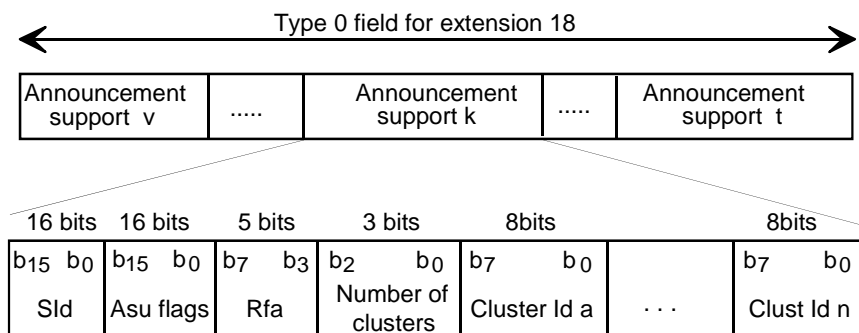 Type 0 field for extension 18
Announcement support v
.....
Announcement support k
.....
Announcement support t
16 bits 16 bits 5 bits 3 bits 8bits 8bits
b15 b0 b15 b0 b7 b3 b2 b0 b7 b0 b7 b0
SId Asu flags Rfa Number of clusters Cluster Id a . . . Clust Id n